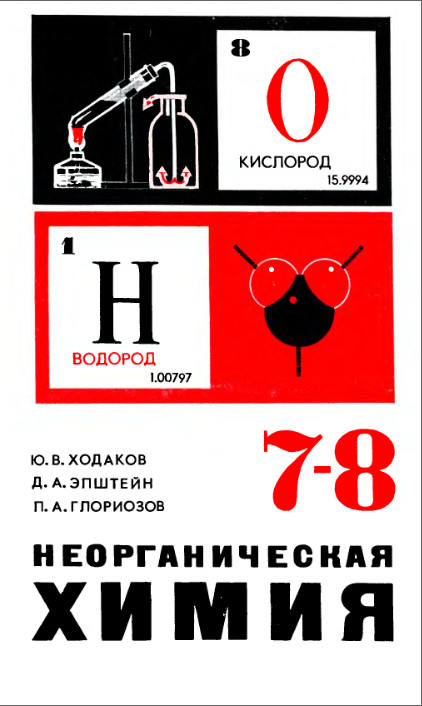 8
O
КИСЛОРОД
15.9994
1
H
ВОДОРОД
1.00797
7-8
Ю. В. ХОДАКОВ
Д. А. ЭПШТЕЙН
П. А. ГЛОРИОЗОВ
НЕОРГАНИЧЕСКАЯ
ХИМИЯ